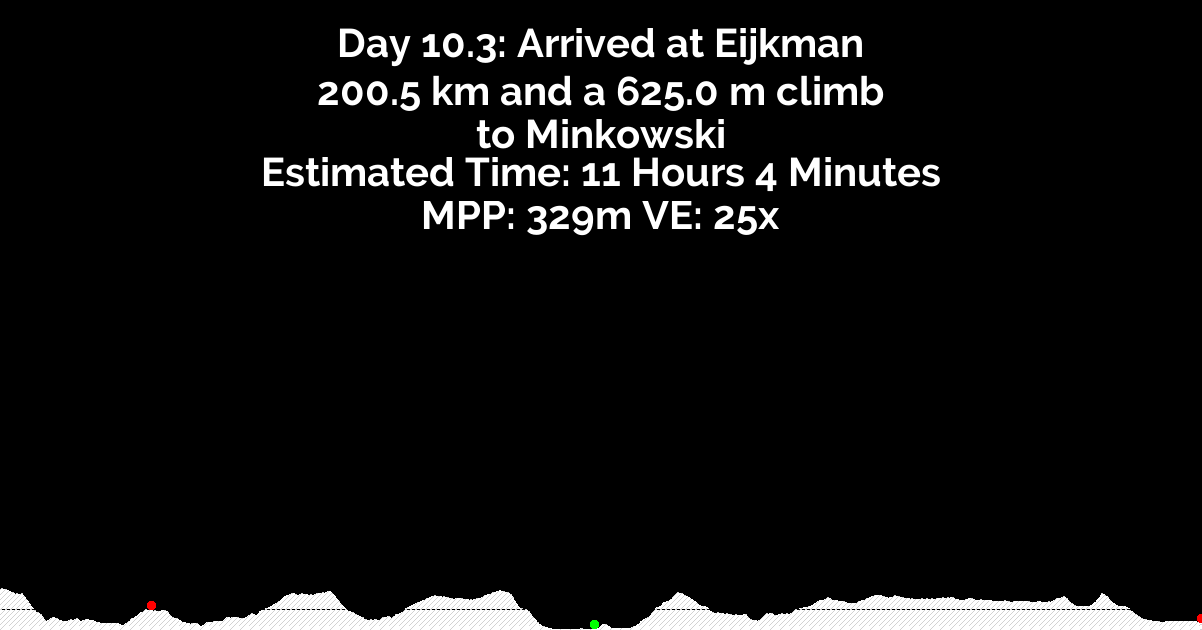 Day 10.3: Arrived at Eijkman
200.5 km and a 625.0 m climb
to Minkowski
Estimated Time: 11 Hours 4 Minutes
MPP: 329m VE: 25x